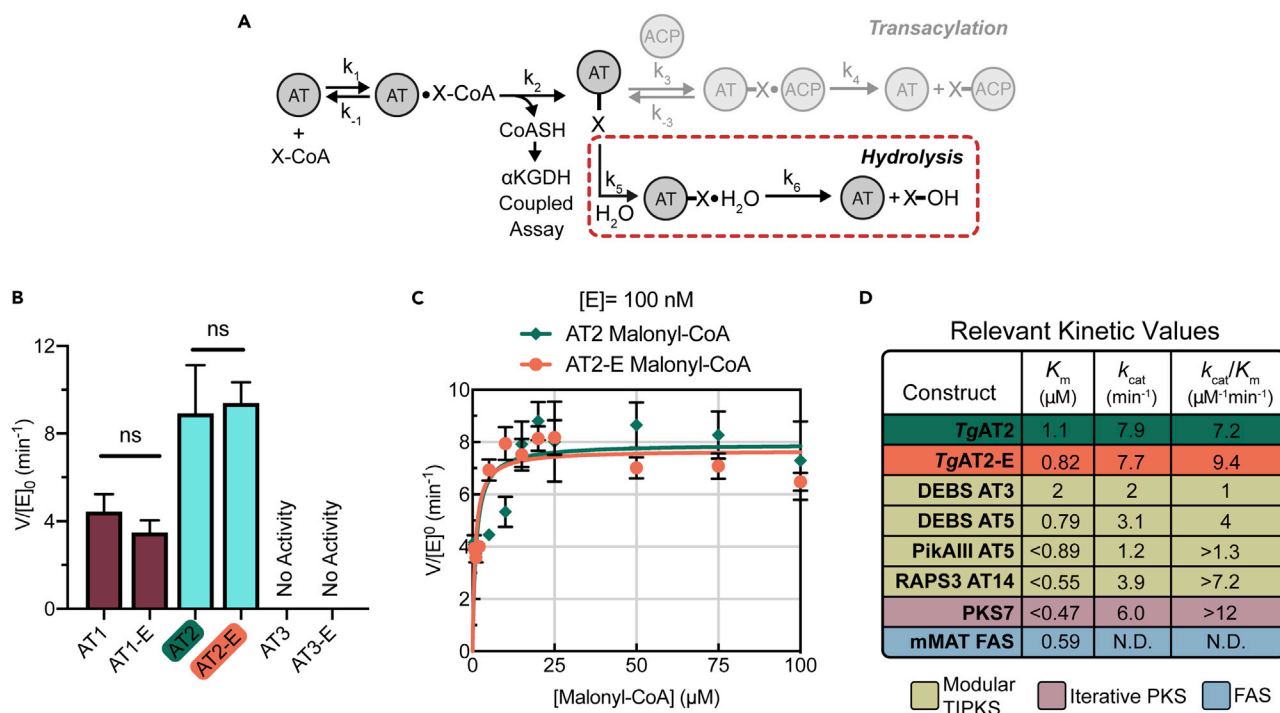 A
AT
+
X-CoA
k1
k-1
AT •X-CoA
k2
CoASH
αKGDH
Coupled
Assay
AT
X
ACP
Transacylation
k3
k-3
AT -X• ACP
k4
AT + X- ACP
Hydrolysis
k5
H2O
AT -X•H2O
k6
AT +X-OH
B
V/[E]0 (min-1)
12
8
4
0
ns
ns
No Activity
No Activity
AT1
AT1-E
AT2
AT2-E
AT3
AT3-E
C
[E]= 100 nM
AT2 Malonyl-CoA
AT2-E Malonyl-CoA
V/[E]0 (min-1)
10
8
6
4
2
0
0 25 50 75 100
[Malonyl-CoA] (µM)
D
Relevant Kinetic Values
Construct Km (µM) kcat (min-1) kcat/Km (µM-1min-1)
TgAT2 1.1 7.9 7.2
TgAT2-E 0.82 7.7 9.4
DEBS AT3 2 2 1
DEBS AT5 0.79 3.1 4
PikAIII AT5 <0.89 1.2 >1.3
RAPS3 AT14 <0.55 3.9 >7.2
PKS7 <0.47 6.0 >12
mMAT FAS 0.59 N.D. N.D.
Modular
TIPKS
Iterative PKS
FAS